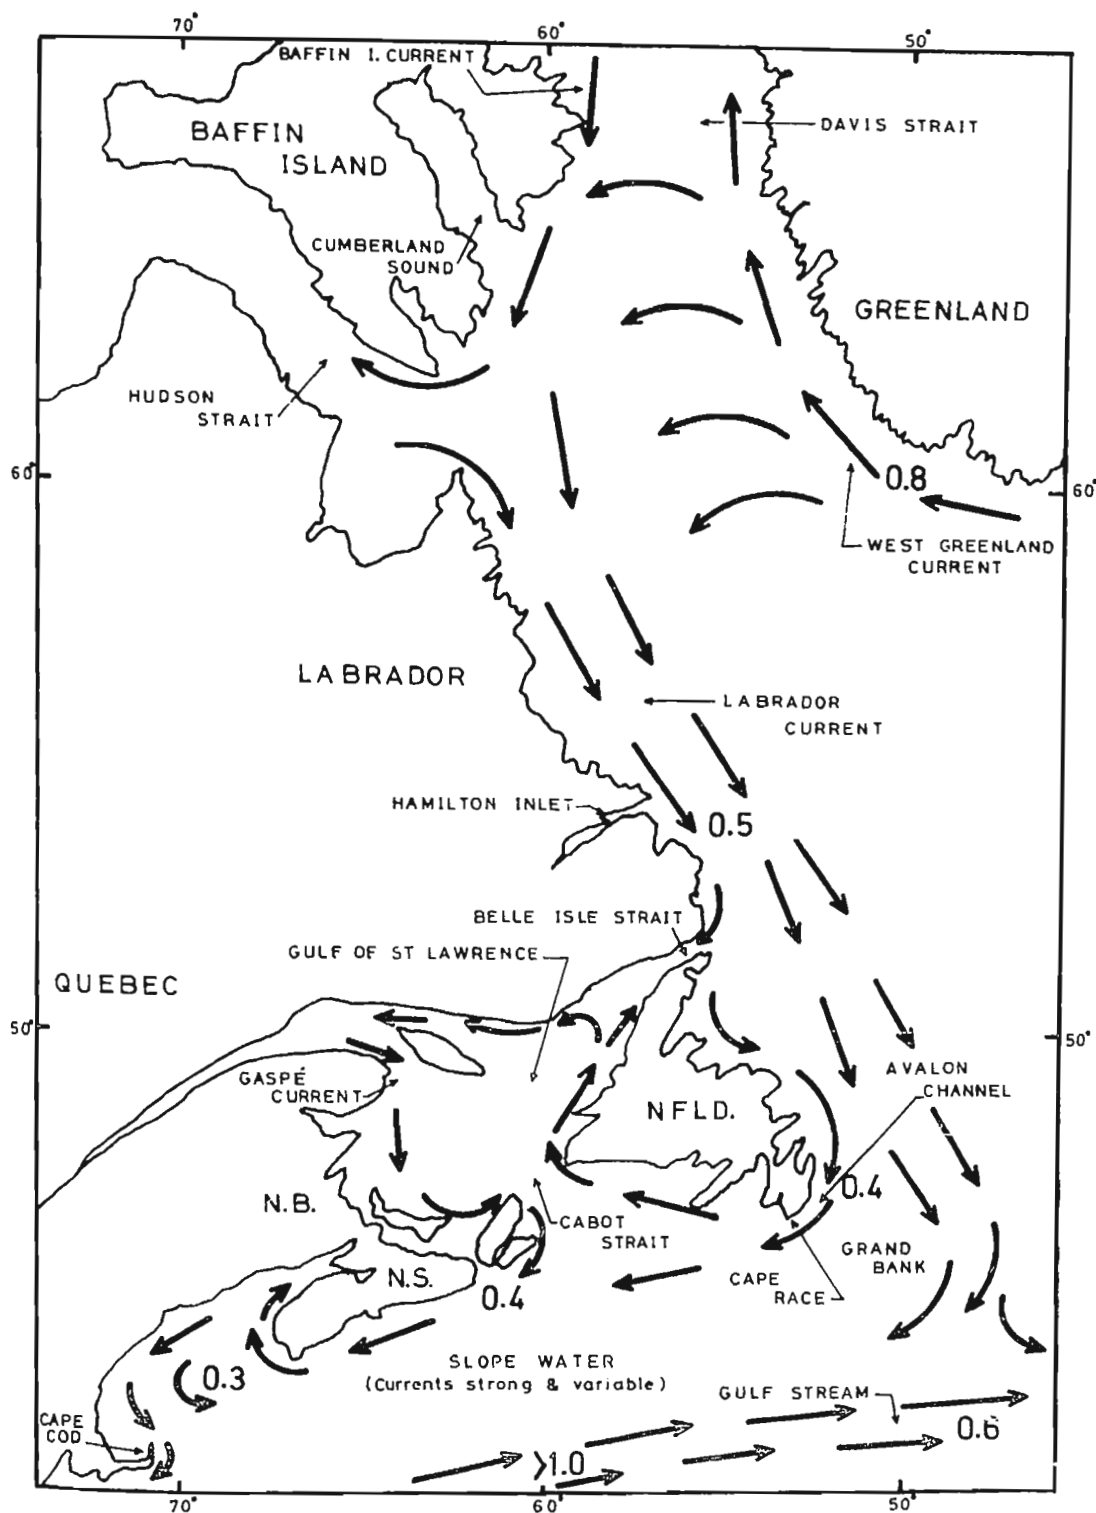 70°
60°
50°
BAFFIN I. CURRENT
DAVIS STRAIT
BAFFIN
ISLAND
CUMBERLAND
SOUND
GREENLAND
HUDSON
STRAIT
60°
0.8
60°
WEST GREENLAND
CURRENT
LABRADOR
LABRADOR
CURRENT
HAMILTON INLET
0.5
BELLE ISLE STRAIT
GULF OF ST LAWRENCE
QUEBEC
50°
50°
GASPÉ
CURRENT
AVALON
CHANNEL
NFLD.
N.B.
0.4
CABOT
STRAIT
GRAND
BANK
N.S.
0.4
CAPE
RACE
SLOPE WATER
(Currents strong & variable)
0.3
GULF STREAM
CAPE
COD
0.6
>1.0
70°
60°
50°